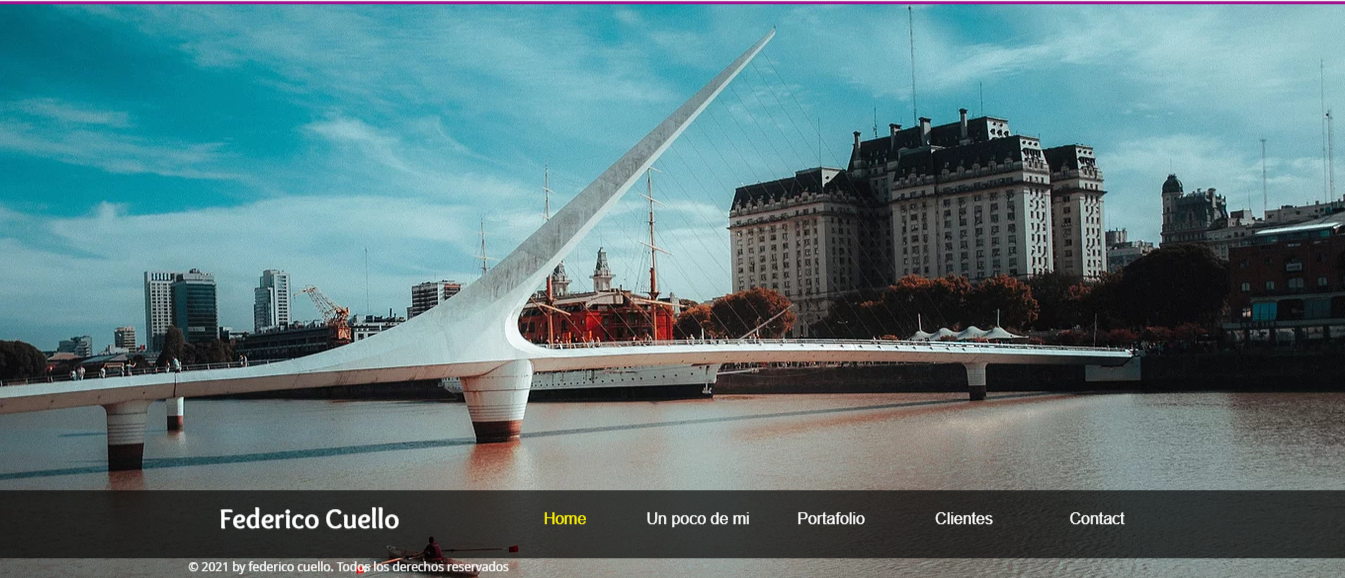 Federico Cuello
Home Un poco de mi Portafolio Clientes Contact
© 2021 by federico cuello. Todos los derechos reservados